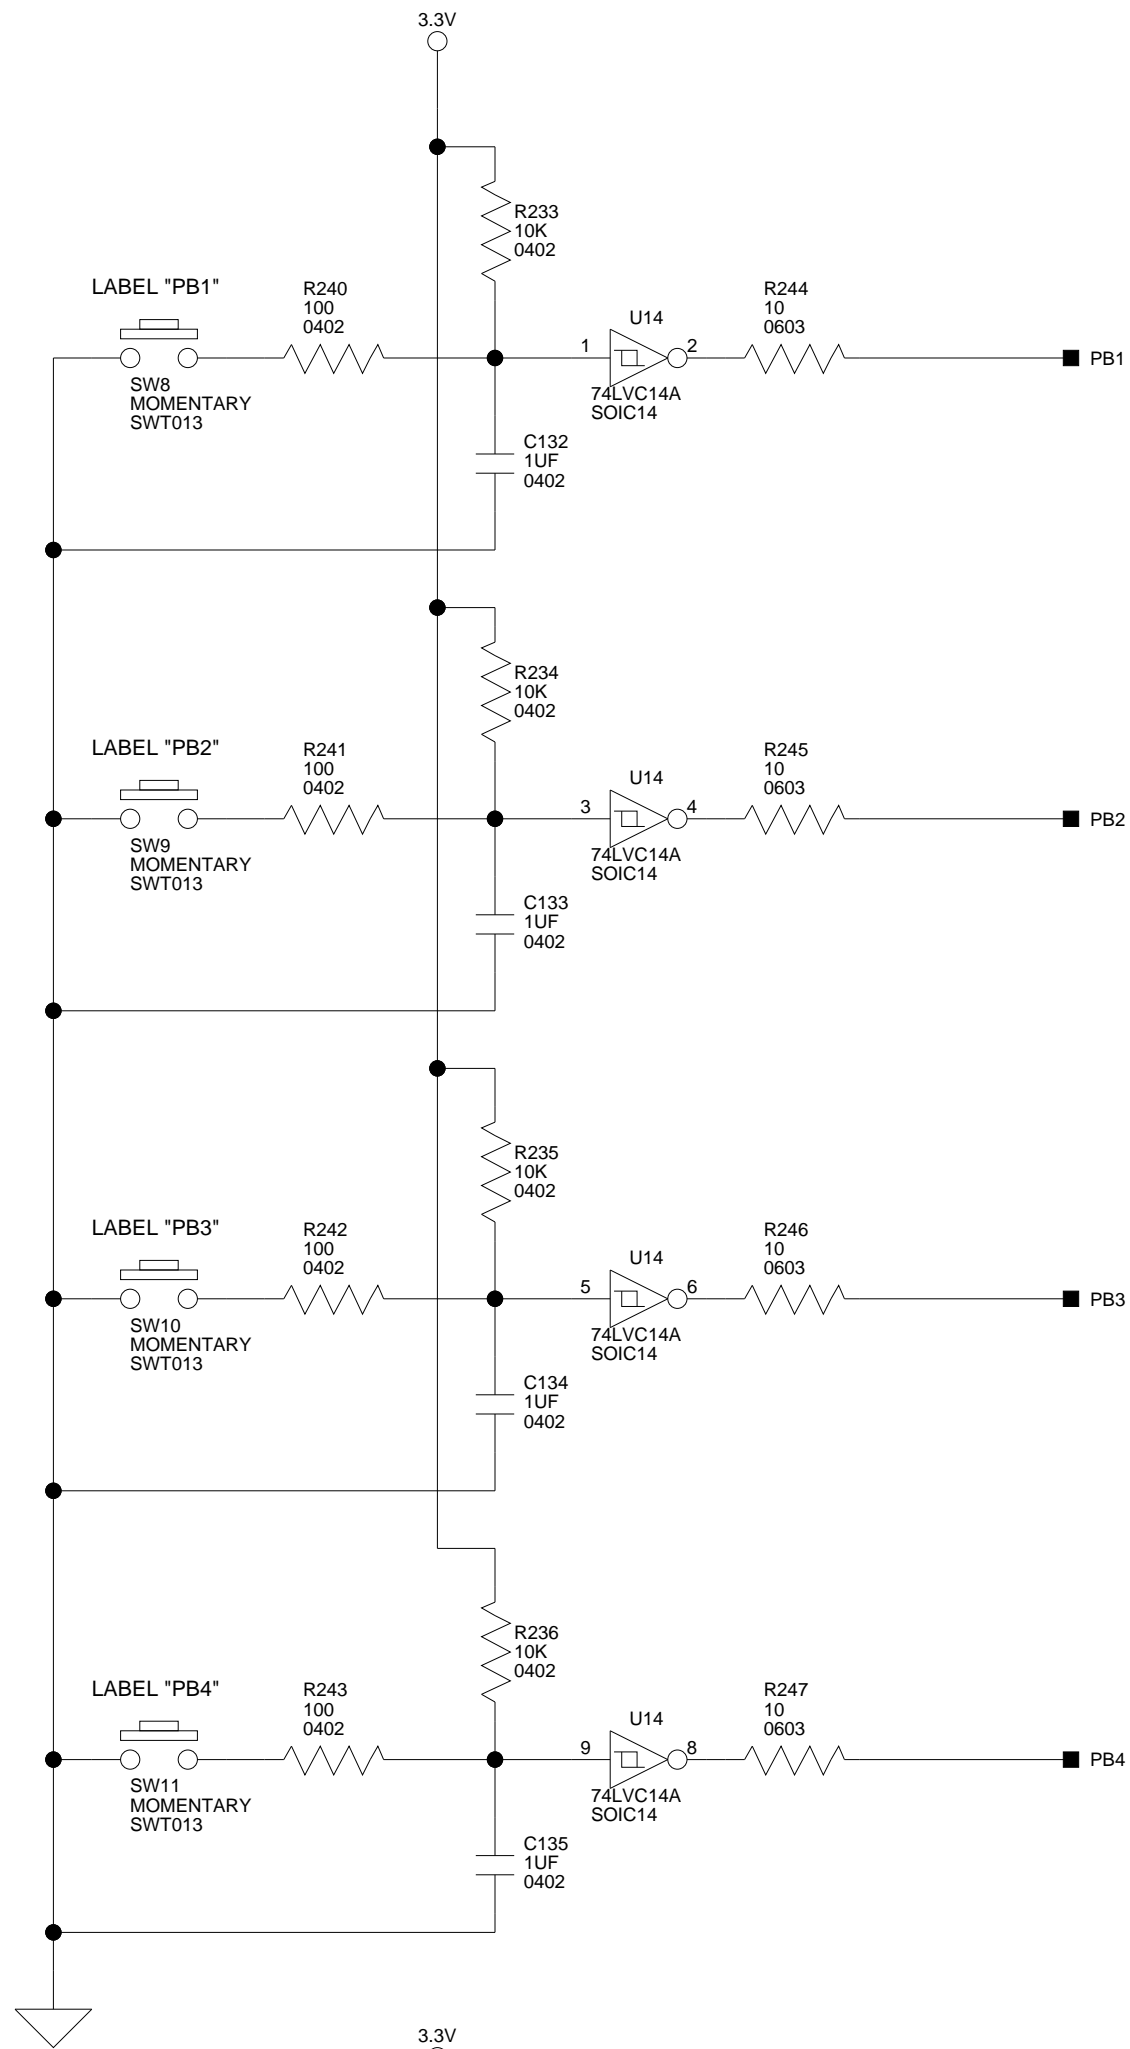 3.3V
R233
10K
0402
LABEL "PB1"
SW8
MOMENTARY
SWT013
R240
100
0402
1
U14
2
74LVC14A
SOIC14
R244
10
0603
PB1
C132
1UF
0402
R234
10K
0402
LABEL "PB2"
SW9
MOMENTARY
SWT013
R241
100
0402
3
U14
4
74LVC14A
SOIC14
R245
10
0603
PB2
C133
1UF
0402
R235
10K
0402
LABEL "PB3"
SW10
MOMENTARY
SWT013
R242
100
0402
5
U14
6
74LVC14A
SOIC14
R246
10
0603
PB3
C134
1UF
0402
R236
10K
0402
LABEL "PB4"
SW11
MOMENTARY
SWT013
R243
100
0402
9
U14
8
74LVC14A
SOIC14
R247
10
0603
PB4
C135
1UF
0402
3.3V